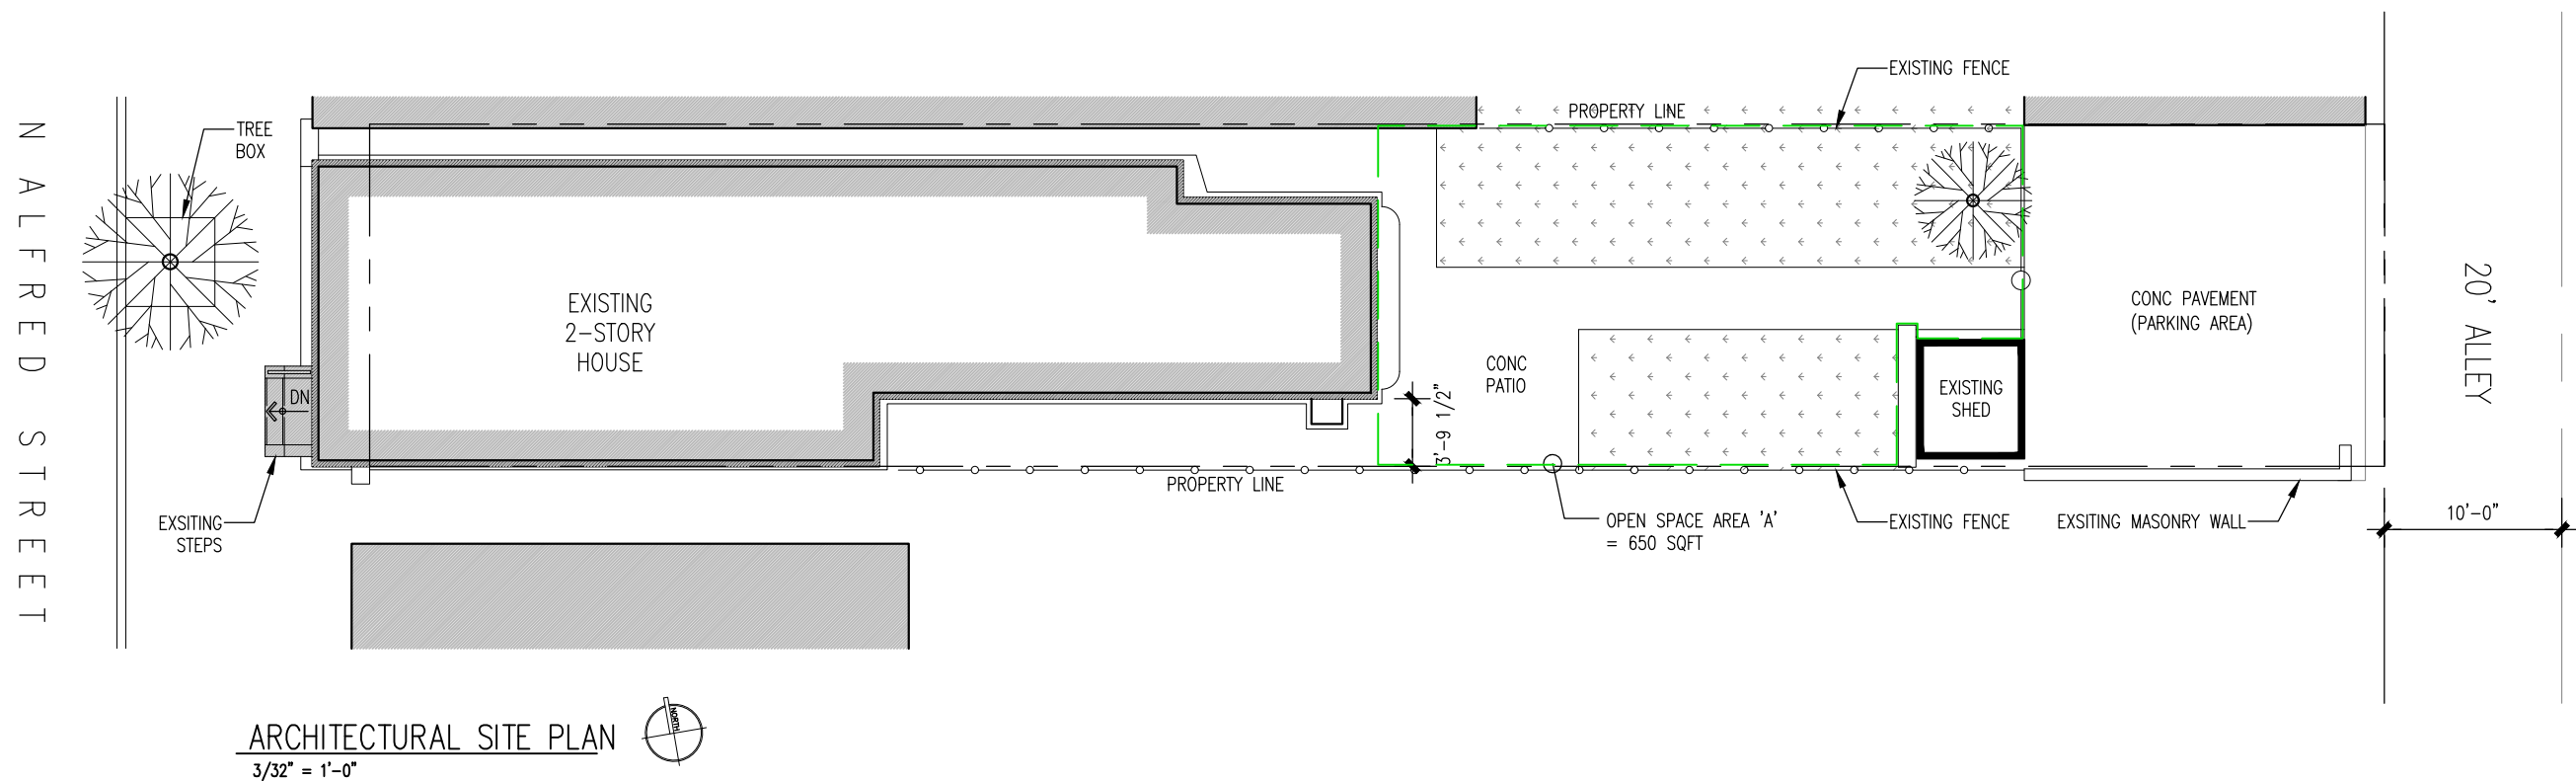 N ALFRED STREET
TREE
BOX
EXISTING FENCE
PROPERTY LINE
EXISTING
2-STORY
HOUSE
DN
CONC
PATIO
3'-9 1/2"
EXISTING
SHED
CONC PAVEMENT
(PARKING AREA)
20' ALLEY
EXSITING
STEPS
PROPERTY LINE
OPEN SPACE AREA 'A'
= 650 SQFT
EXISTING FENCE
EXSITING MASONRY WALL
10'-0"
ARCHITECTURAL SITE PLAN
NORTH
3/32" = 1'-0"